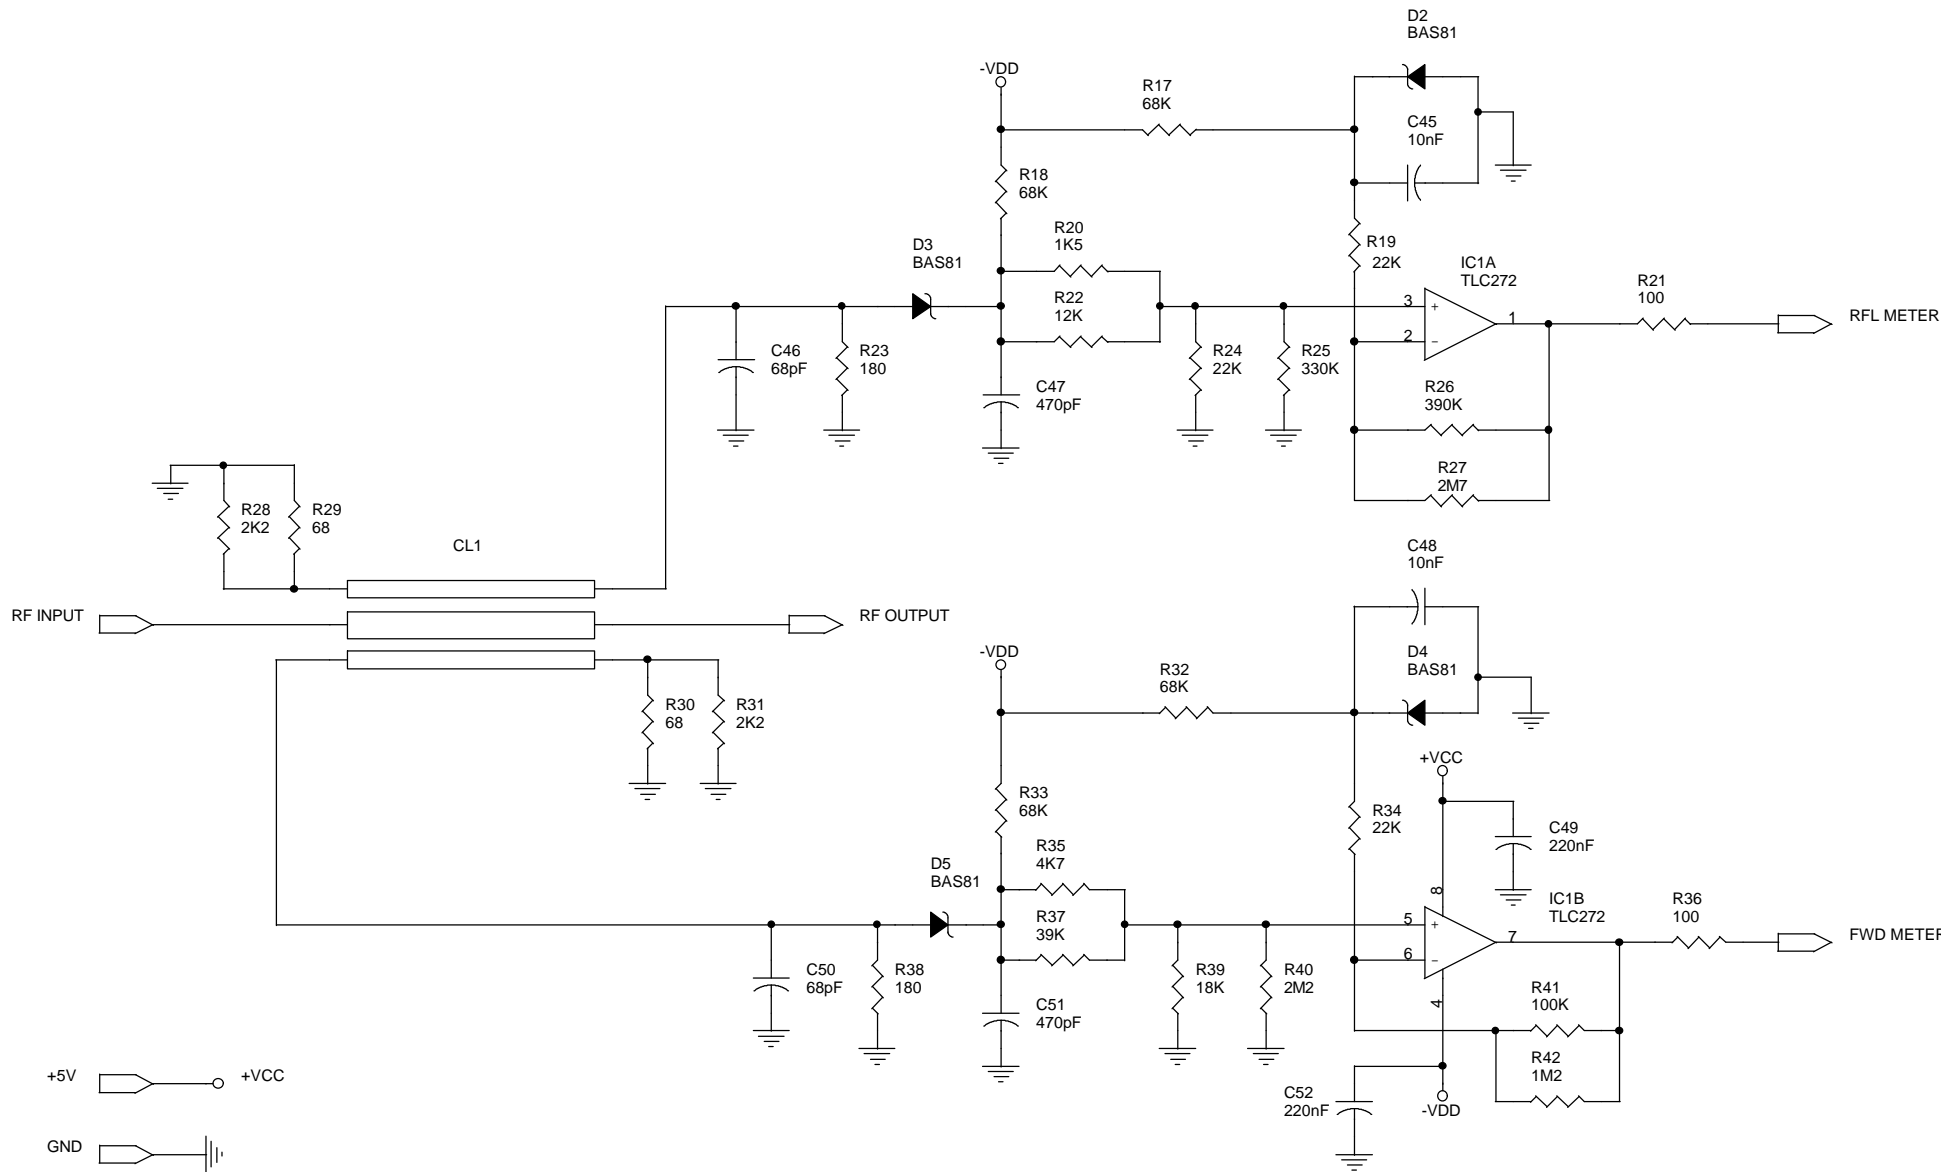 D2
BAS81
-VDD
R17
68K
C45
10nF
R18
68K
R20
1K5
R19
22K
D3
BAS81
IC1A
TLC272
R21
100
R22
12K
3
+
1
RFL METER
2
−
C46
68pF
R23
180
R24
22K
R25
330K
C47
470pF
R26
390K
R27
2M7
R28
2K2
R29
68
CL1
C48
10nF
RF INPUT
RF OUTPUT
-VDD
R32
68K
D4
BAS81
R30
68
R31
2K2
+VCC
R33
68K
R34
22K
C49
220nF
R35
4K7
D5
BAS81
8
IC1B
TLC272
R36
100
R37
39K
5
+
7
FWD METER
6
−
C50
68pF
R38
180
R39
18K
R40
2M2
4
R41
100K
C51
470pF
R42
1M2
+5V
+VCC
C52
220nF
-VDD
GND